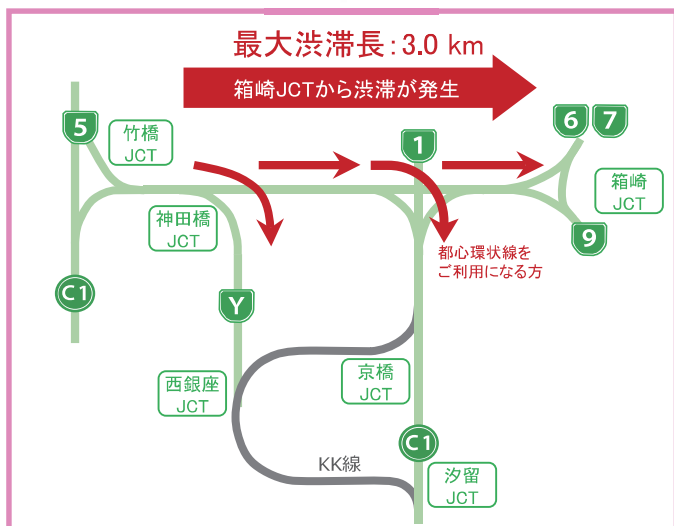 最大渋滞長：3.0 km
箱崎JCTから渋滞が発生
5
竹橋
JCT
1
6
7
箱崎
JCT
神田橋
JCT
9
都心環状線を
ご利用になる方
C1
Y
西銀座
JCT
京橋
JCT
C1
KK線
汐留
JCT